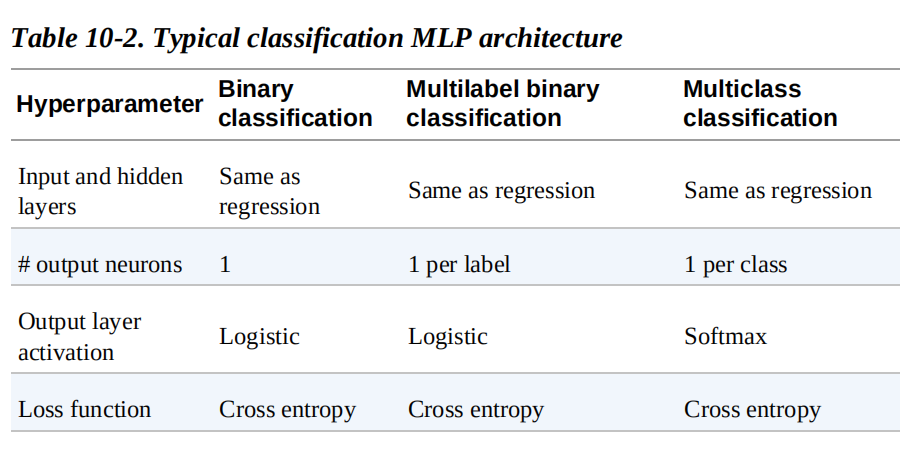 Table 10-2. Typical classification MLP architecture
Hyperparameter Binary classification Multilabel binary classification Multiclass classification
Input and hidden layers Same as regression Same as regression Same as regression
# output neurons 1 1 per label 1 per class
Output layer activation Logistic Logistic Softmax
Loss function Cross entropy Cross entropy Cross entropy